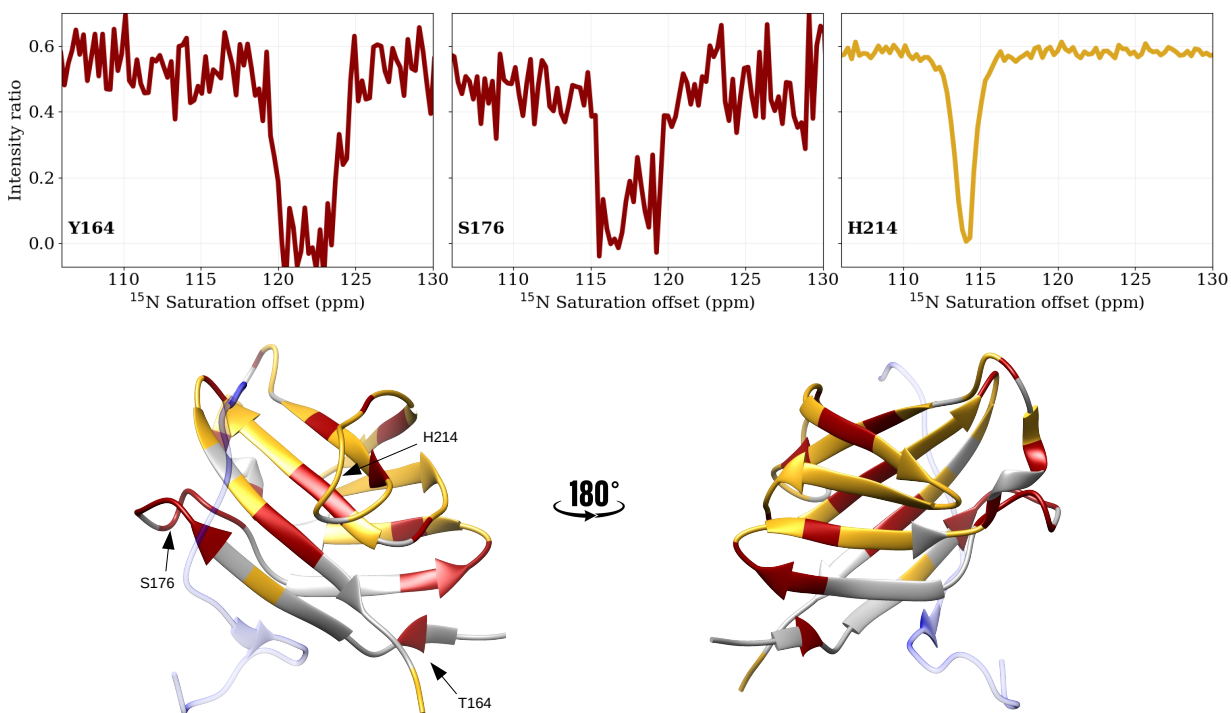 0.6
0.4
0.2
0.0
Intensity ratio
Y164
110 115 120 125 130
¹⁵N Saturation offset (ppm)
S176
110 115 120 125 130
¹⁵N Saturation offset (ppm)
H214
110 115 120 125 130
¹⁵N Saturation offset (ppm)
H214
180°
S176
T164